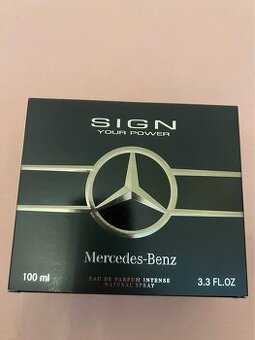 SIGN
YOUR POWER
Mercedes-Benz
100 ml
EAU DE PARFUM INTENSE
NATURAL SPRAY
3.3 FL.OZ